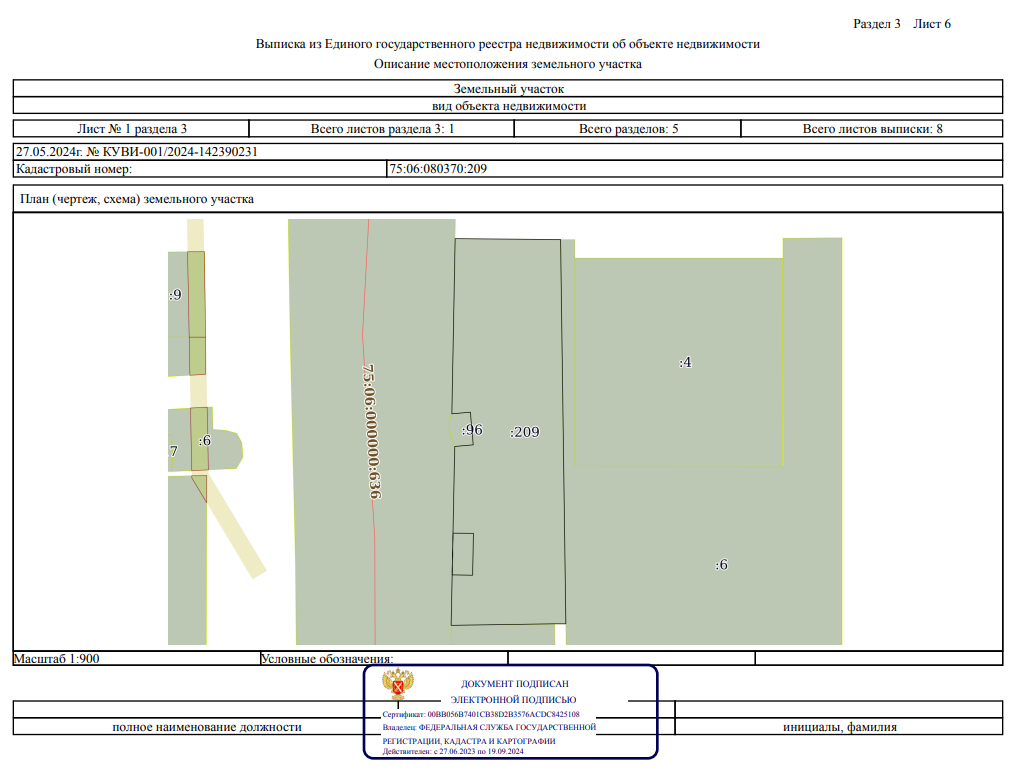 Раздел 3 Лист 6
Выписка из Единого государственного реестра недвижимости об объекте недвижимости
Описание местоположения земельного участка
Земельный участок
вид объекта недвижимости
Лист № 1 раздела 3 Всего листов раздела 3: 1 Всего разделов: 5 Всего листов выписки: 8
27.05.2024г. № КУВИ-001/2024-142390231
Кадастровый номер: 75:06:080370:209
План (чертеж, схема) земельного участка
:9
:4
75:06:000000:636
:96 :209
:6
7
:6
Масштаб 1:900 Условные обозначения:
ДОКУМЕНТ ПОДПИСАН
ЭЛЕКТРОННОЙ ПОДПИСЬЮ
Сертификат: 00BB056B7401CB38D2B3576ACDC8425108
Владелец: ФЕДЕРАЛЬНАЯ СЛУЖБА ГОСУДАРСТВЕННОЙ
РЕГИСТРАЦИИ, КАДАСТРА И КАРТОГРАФИИ
Действителен: с 27.06.2023 по 19.09.2024
полное наименование должности инициалы, фамилия